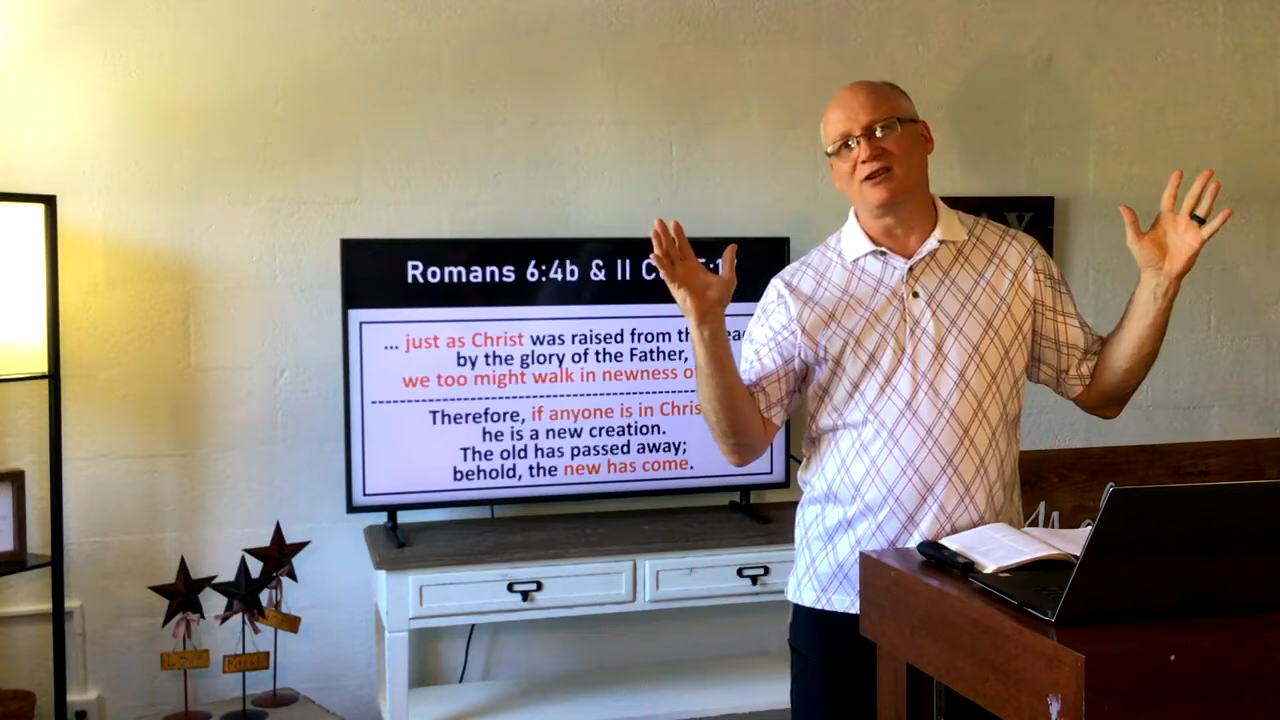 Romans 6:4b & II
... just as Christ was raised from
by the glory of the Father,
we too might walk in newness
Therefore, if anyone is in
he is a new creation.
The old has passed away;
behold, the new has come.